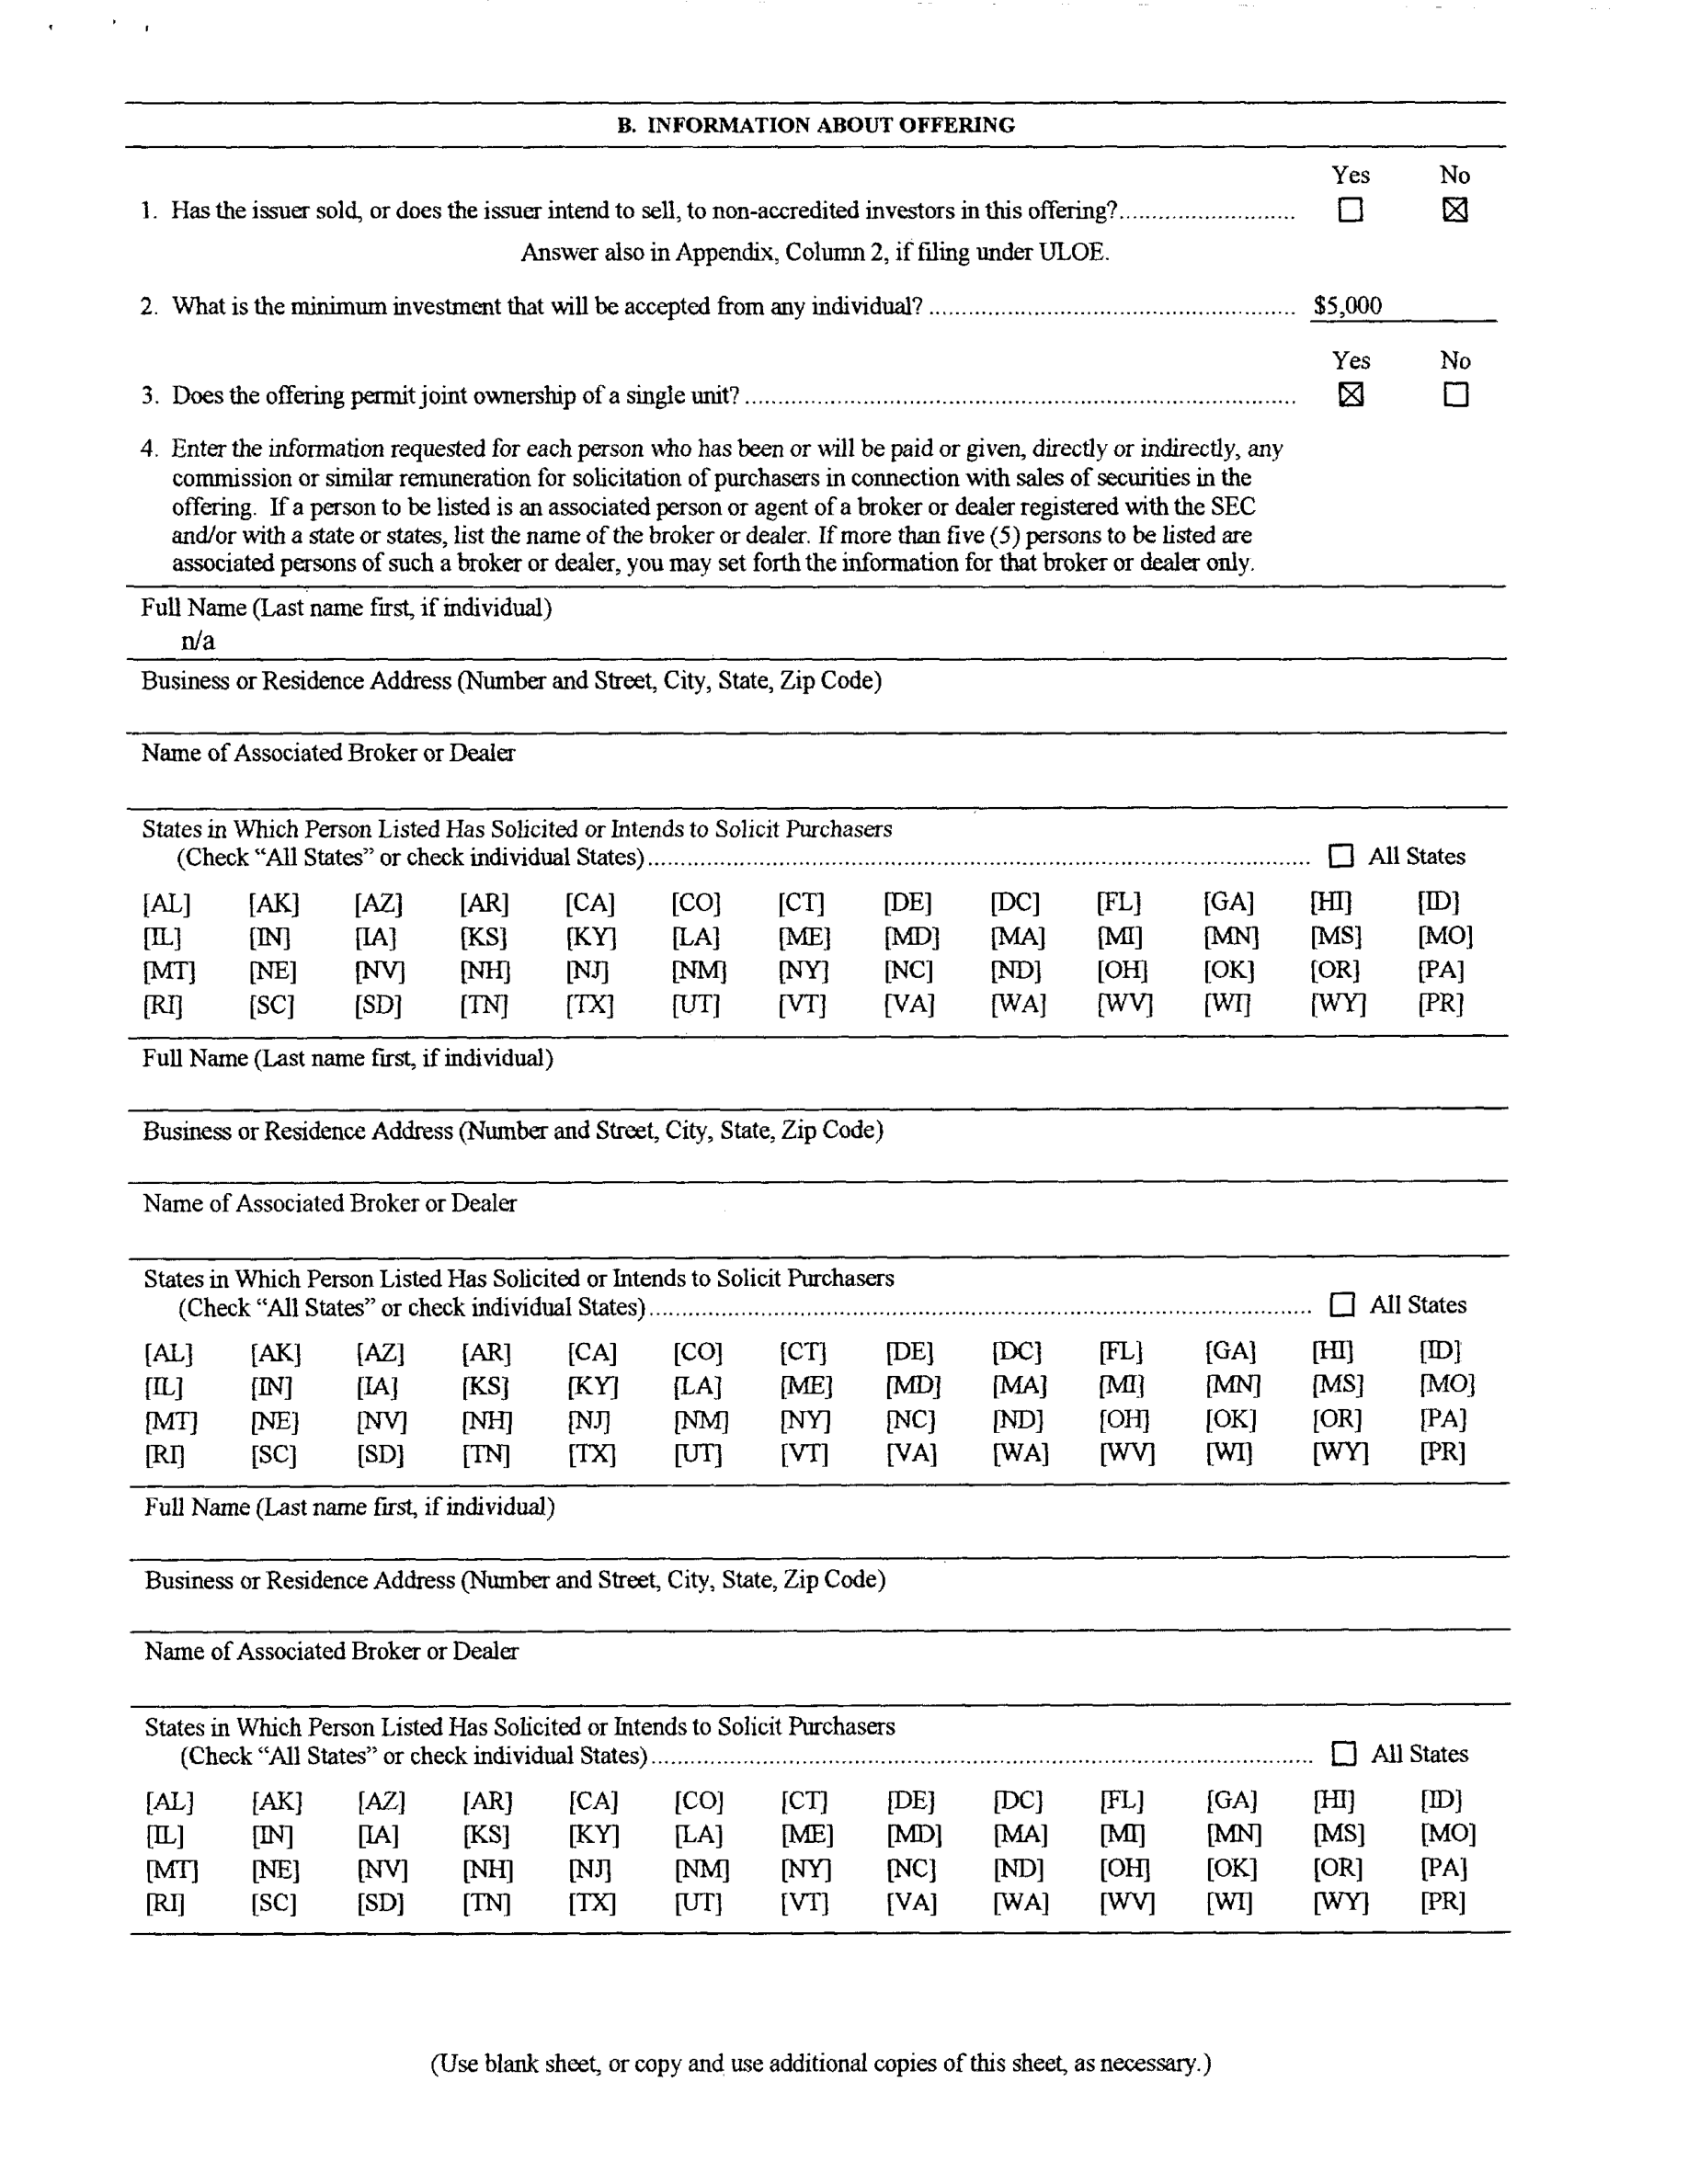 B. INFORMATION ABOUT OFFERING
Yes No
1. Has the issuer sold, or does the issuer intend to sell, to non-accredited investors in this offering?.......................... ☐ ☒
Answer also in Appendix, Column 2, if filing under ULOE.
2. What is the minimum investment that will be accepted from any individual?...................................................... $5,000
Yes No
3. Does the offering permit joint ownership of a single unit?.................................................................................. ☒ ☐
4. Enter the information requested for each person who has been or will be paid or given, directly or indirectly, any
commission or similar remuneration for solicitation of purchasers in connection with sales of securities in the
offering. If a person to be listed is an associated person or agent of a broker or dealer registered with the SEC
and/or with a state or states, list the name of the broker or dealer. If more than five (5) persons to be listed are
associated persons of such a broker or dealer, you may set forth the information for that broker or dealer only.
Full Name (Last name first, if individual)
n/a
Business or Residence Address (Number and Street, City, State, Zip Code)
Name of Associated Broker or Dealer
States in Which Person Listed Has Solicited or Intends to Solicit Purchasers
(Check “All States” or check individual States)................................................................................................... ☐ All States
[AL] [AK] [AZ] [AR] [CA] [CO] [CT] [DE] [DC] [FL] [GA] [HI] [ID]
[IL] [IN] [IA] [KS] [KY] [LA] [ME] [MD] [MA] [MI] [MN] [MS] [MO]
[MT] [NE] [NV] [NH] [NJ] [NM] [NY] [NC] [ND] [OH] [OK] [OR] [PA]
[RI] [SC] [SD] [TN] [TX] [UT] [VT] [VA] [WA] [WV] [WI] [WY] [PR]
Full Name (Last name first, if individual)
Business or Residence Address (Number and Street, City, State, Zip Code)
Name of Associated Broker or Dealer
States in Which Person Listed Has Solicited or Intends to Solicit Purchasers
(Check “All States” or check individual States)................................................................................................... ☐ All States
[AL] [AK] [AZ] [AR] [CA] [CO] [CT] [DE] [DC] [FL] [GA] [HI] [ID]
[IL] [IN] [IA] [KS] [KY] [LA] [ME] [MD] [MA] [MI] [MN] [MS] [MO]
[MT] [NE] [NV] [NH] [NJ] [NM] [NY] [NC] [ND] [OH] [OK] [OR] [PA]
[RI] [SC] [SD] [TN] [TX] [UT] [VT] [VA] [WA] [WV] [WI] [WY] [PR]
Full Name (Last name first, if individual)
Business or Residence Address (Number and Street, City, State, Zip Code)
Name of Associated Broker or Dealer
States in Which Person Listed Has Solicited or Intends to Solicit Purchasers
(Check “All States” or check individual States)................................................................................................... ☐ All States
[AL] [AK] [AZ] [AR] [CA] [CO] [CT] [DE] [DC] [FL] [GA] [HI] [ID]
[IL] [IN] [IA] [KS] [KY] [LA] [ME] [MD] [MA] [MI] [MN] [MS] [MO]
[MT] [NE] [NV] [NH] [NJ] [NM] [NY] [NC] [ND] [OH] [OK] [OR] [PA]
[RI] [SC] [SD] [TN] [TX] [UT] [VT] [VA] [WA] [WV] [WI] [WY] [PR]
(Use blank sheet, or copy and use additional copies of this sheet, as necessary.)